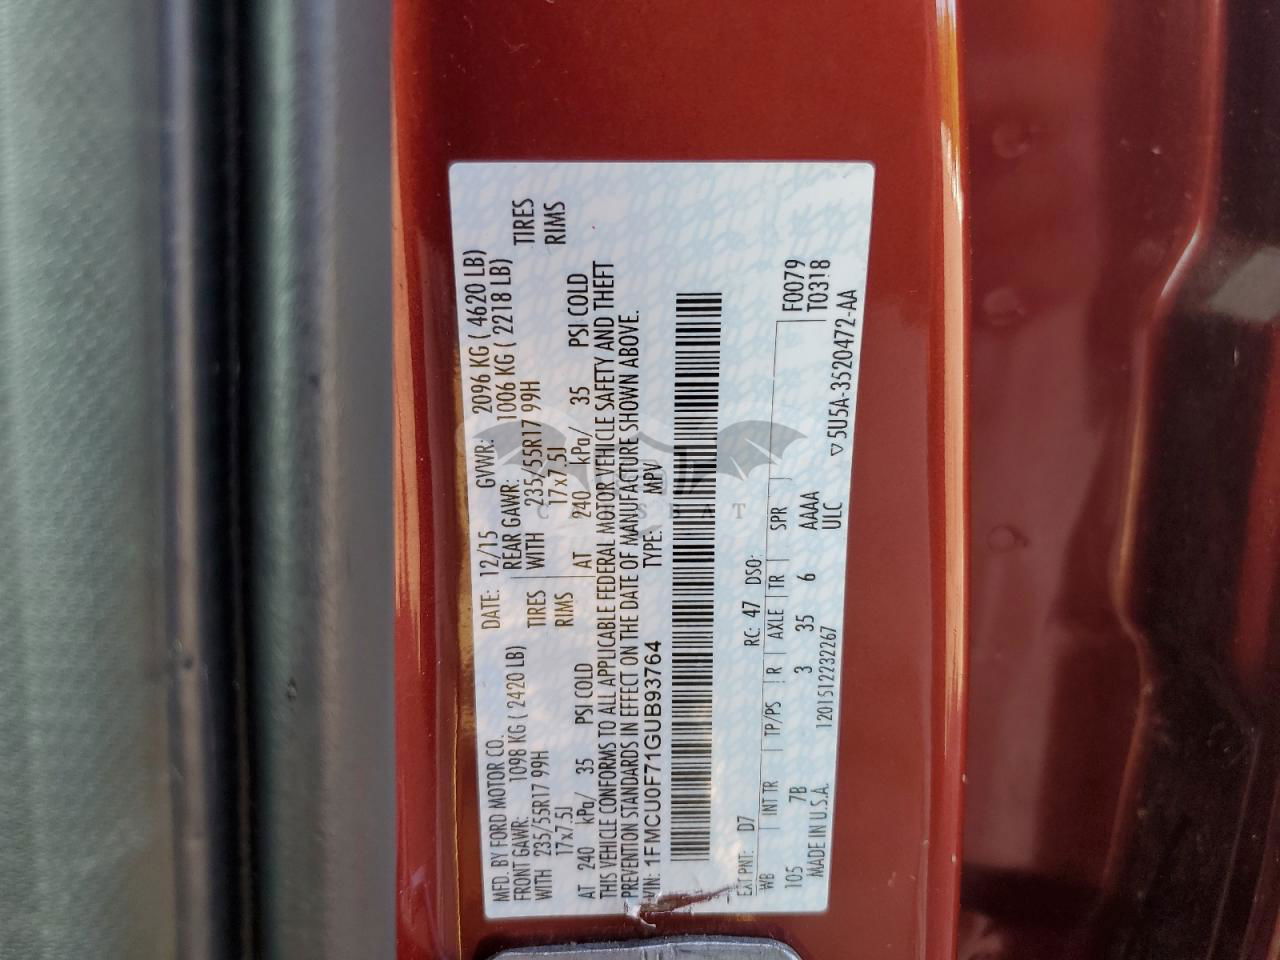 MFD. BY FORD MOTOR CO. DATE: 12/15 GVWR: 2096 KG ( 4620 LB)
FRONT GAWR: 1098 KG ( 2420 LB) REAR GAWR: 1006 KG ( 2218 LB)
WITH 235/55R17 99H TIRES WITH 235/55R17 99H TIRES
17x7.5J RIMS 17x7.5J RIMS
AT 240 kPa/ 35 PSI COLD AT 240 kPa/ 35 PSI COLD
THIS VEHICLE CONFORMS TO ALL APPLICABLE FEDERAL MOTOR VEHICLE SAFETY AND THEFT
PREVENTION STANDARDS IN EFFECT ON THE DATE OF MANUFACTURE SHOWN ABOVE.
VIN: 1FMCU0F71GUB93764 TYPE: MPV
CARSBAT
EXT PNT: D7 RC: 47 DSO:
WB INT TR TP/PS R AXLE TR SPR F0079
105 7B 3 35 6 AAAA T0318
MADE IN U.S.A. 1201512232267 ULC ▽5U5A-3520472-AA